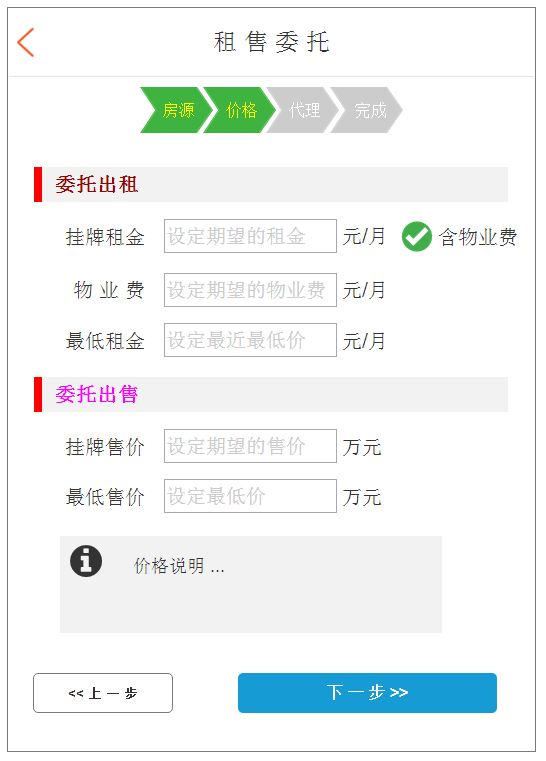 租售委托
房源 价格 代理 完成
委托出租
挂牌租金 设定期望的租金 元/月 含物业费
物业费 设定期望的物业费 元/月
最低租金 设定最近最低价 元/月
委托出售
挂牌售价 设定期望的售价 万元
最低售价 设定最低价 万元
价格说明 ...
<< 上一步 下一步 >>